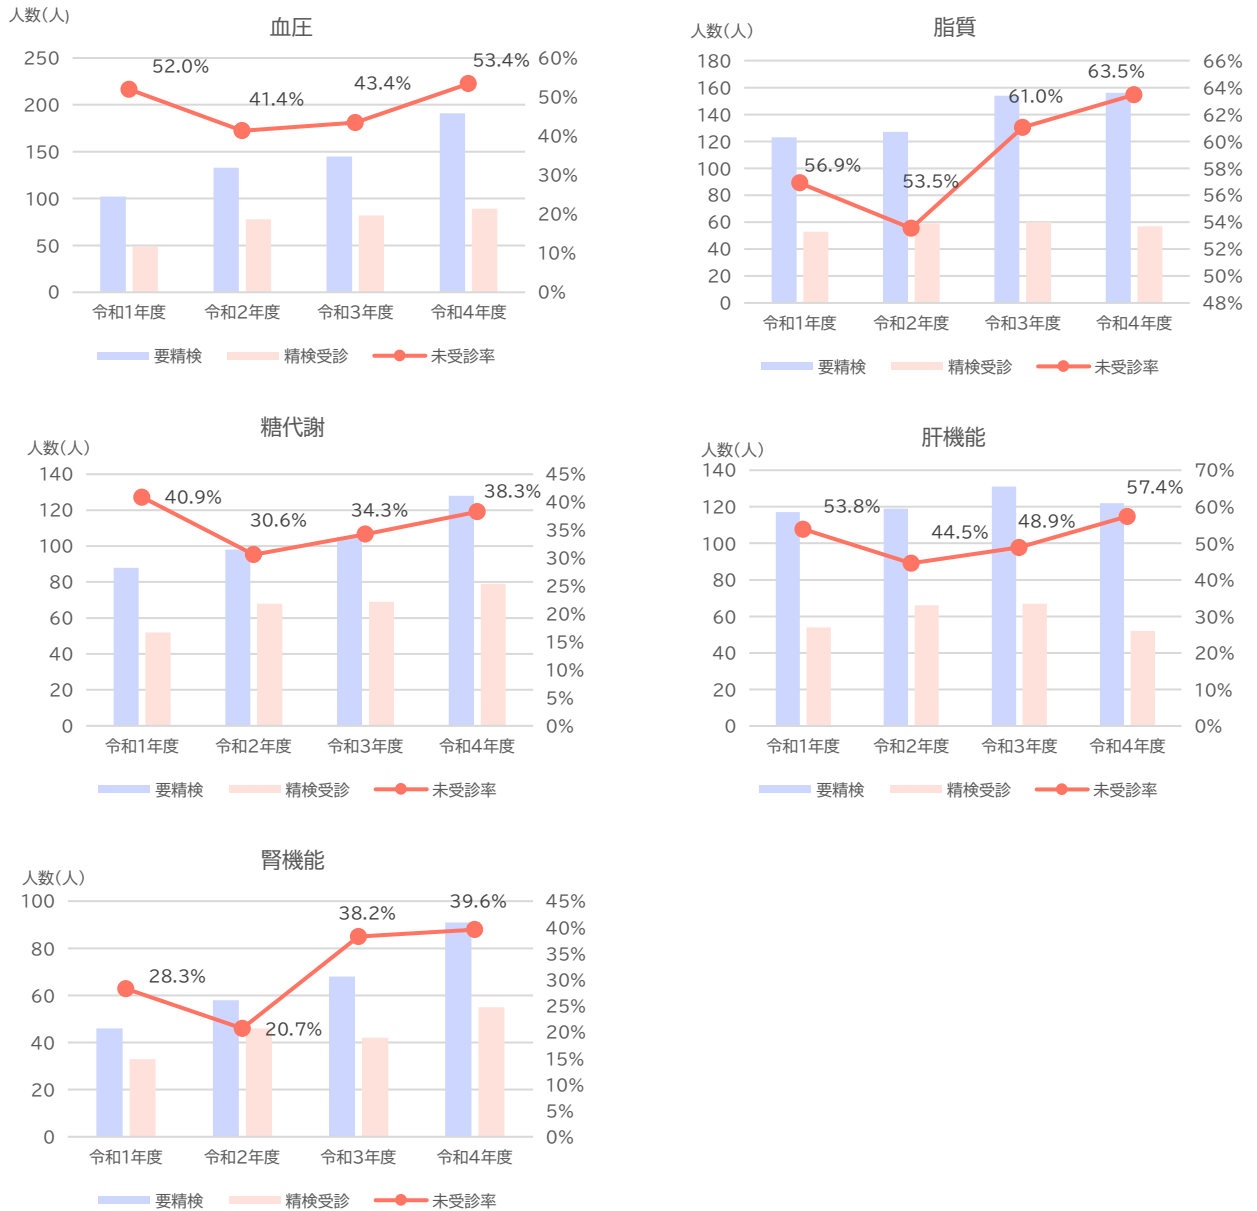 人数(人)
血圧
250
200
150
100
50
0
60%
50%
40%
30%
20%
10%
0%
52.0%
41.4%
43.4%
53.4%
令和1年度
令和2年度
令和3年度
令和4年度
要精検
精検受診
未受診率
人数(人)
脂質
180
160
140
120
100
80
60
40
20
0
66%
64%
62%
60%
58%
56%
54%
52%
50%
48%
56.9%
53.5%
61.0%
63.5%
令和1年度
令和2年度
令和3年度
令和4年度
要精検
精検受診
未受診率
糖代謝
人数(人)
140
120
100
80
60
40
20
0
45%
40%
35%
30%
25%
20%
15%
10%
5%
0%
40.9%
30.6%
34.3%
38.3%
令和1年度
令和2年度
令和3年度
令和4年度
要精検
精検受診
未受診率
肝機能
人数(人)
140
120
100
80
60
40
20
0
70%
60%
50%
40%
30%
20%
10%
0%
53.8%
44.5%
48.9%
57.4%
令和1年度
令和2年度
令和3年度
令和4年度
要精検
精検受診
未受診率
腎機能
人数(人)
100
80
60
40
20
0
45%
40%
35%
30%
25%
20%
15%
10%
5%
0%
28.3%
20.7%
38.2%
39.6%
令和1年度
令和2年度
令和3年度
令和4年度
要精検
精検受診
未受診率